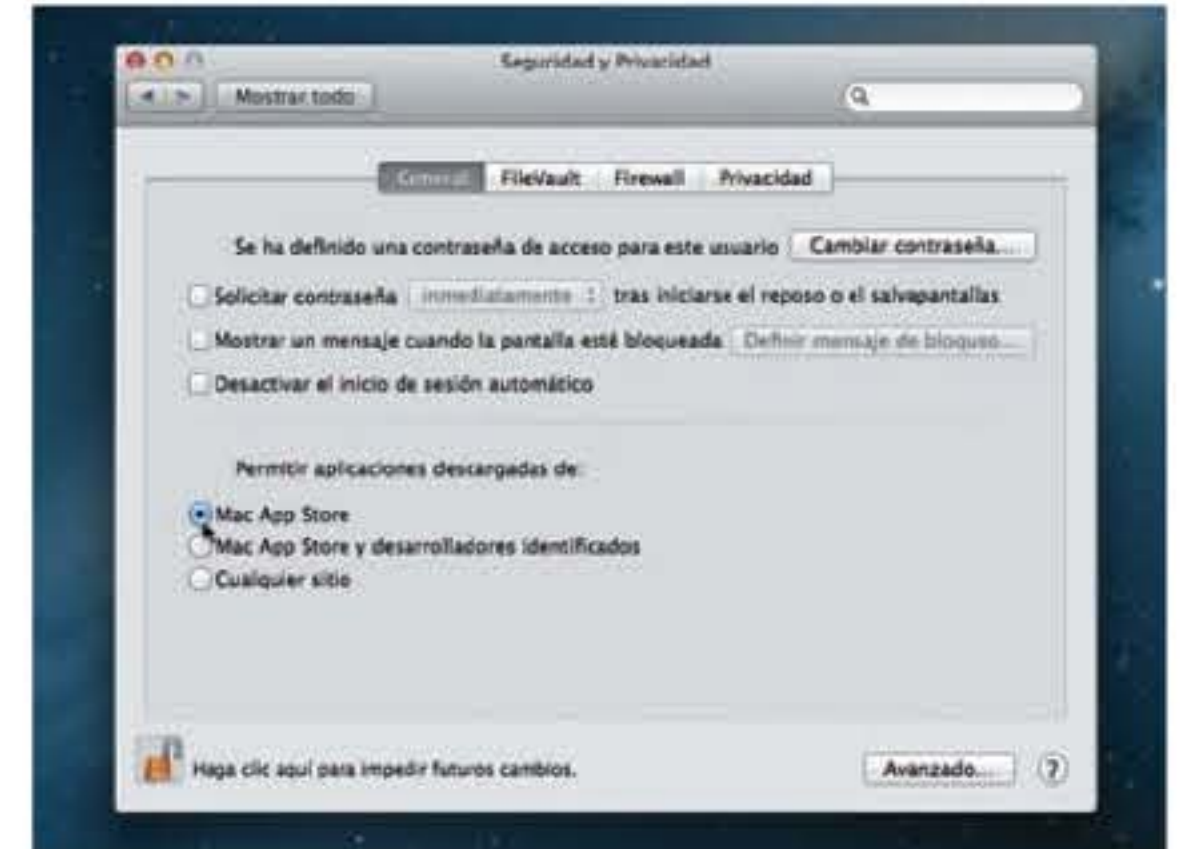 Seguridad y Privacidad
Mostrar todo
General FileVault Firewall Privacidad
Se ha definido una contraseña de acceso para este usuario Cambiar contraseña...
Solicitar contraseña inmediatamente tras iniciarse el reposo o el salvapantallas
Mostrar un mensaje cuando la pantalla esté bloqueada Definir mensaje de bloqueo...
Desactivar el inicio de sesión automático
Permitir aplicaciones descargadas de:
Mac App Store
Mac App Store y desarrolladores identificados
Cualquier sitio
Haga clic aquí para impedir futuros cambios.
Avanzado... ?